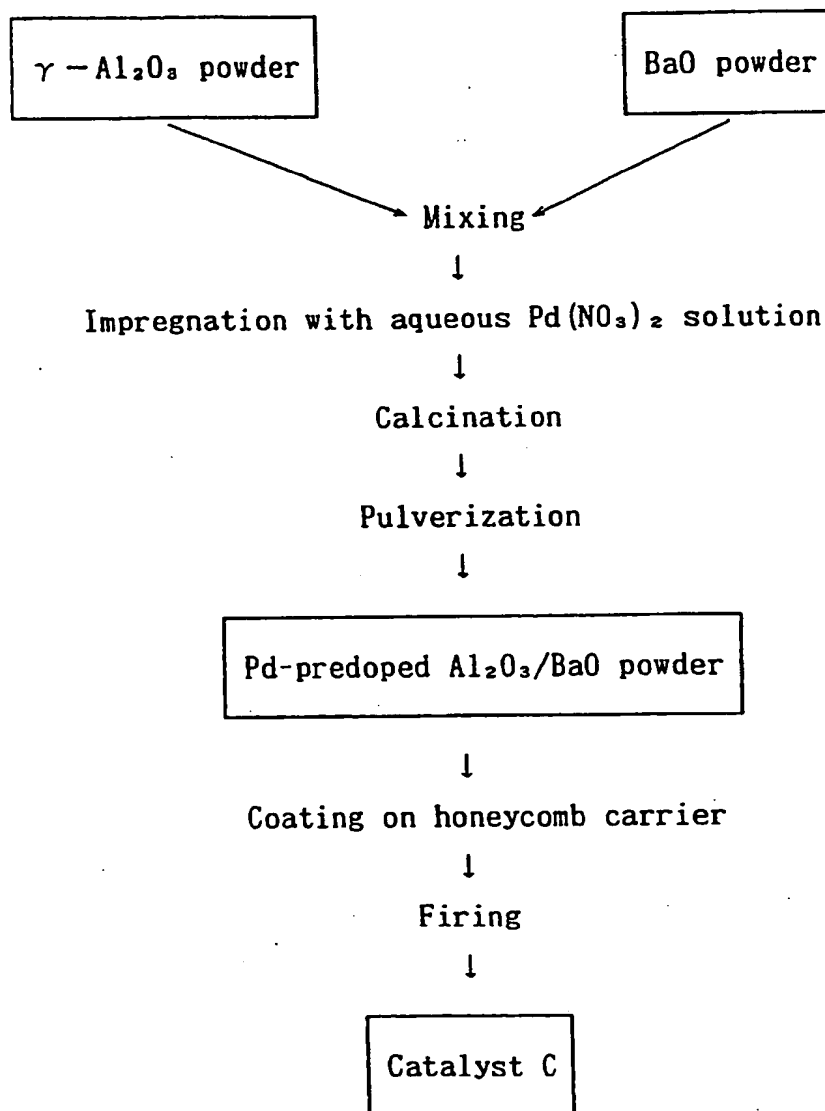 γ－Al₂O₃ powder
BaO powder
Mixing
↓
Impregnation with aqueous Pd(NO₃)₂ solution
↓
Calcination
↓
Pulverization
↓
Pd-predoped Al₂O₃/BaO powder
↓
Coating on honeycomb carrier
↓
Firing
↓
Catalyst C